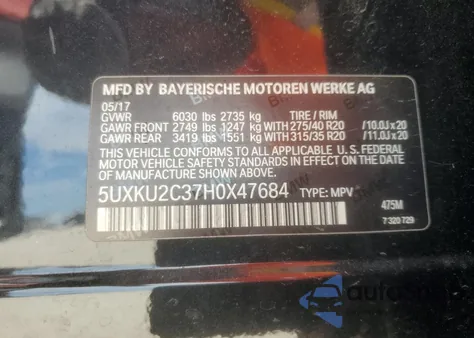 MFD BY BAYERISCHE MOTOREN WERKE AG
05/17
GVWR 6030 lbs 2735 kg TIRE / RIM
GAWR FRONT 2749 lbs 1247 kg WITH 275/40 R20 /10.0J x 20
GAWR REAR 3419 lbs 1551 kg WITH 315/35 R20 /11.0J x 20
THIS VEHICLE CONFORMS TO ALL APPLICABLE
U.S. FEDERAL MOTOR VEHICLE SAFETY STANDARDS
IN EFFECT ON THE DATE OF MANUFACTURE SHOWN ABOVE.
5UXKU2C37H0X47684 TYPE: MPV
475M
7 320 729